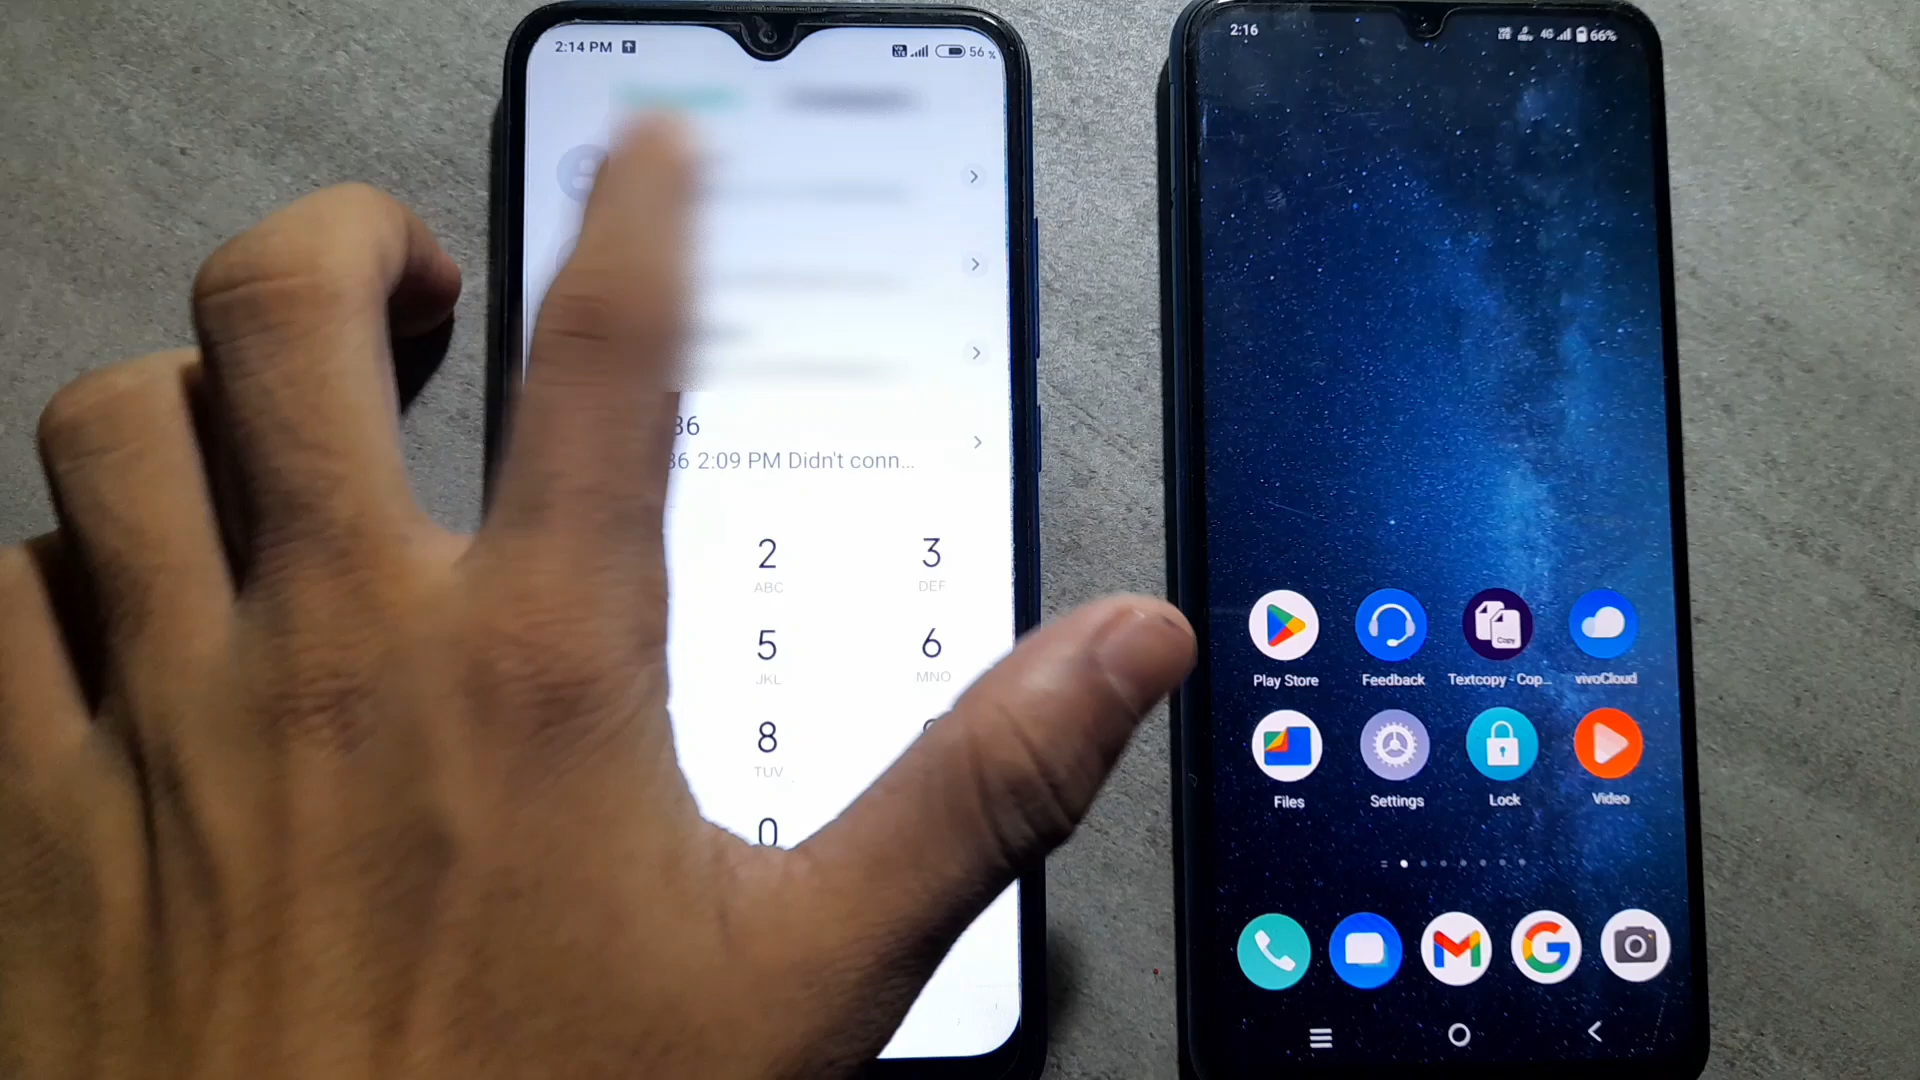 2:14 PM
56 %
36
36 2:09 PM Didn't conn...
2
ABC
3
DEF
5
JKL
6
MNO
8
TUV
0
2:16
4G 66%
Play Store
Feedback
Textcopy - Cop...
vivoCloud
Files
Settings
Lock
Video